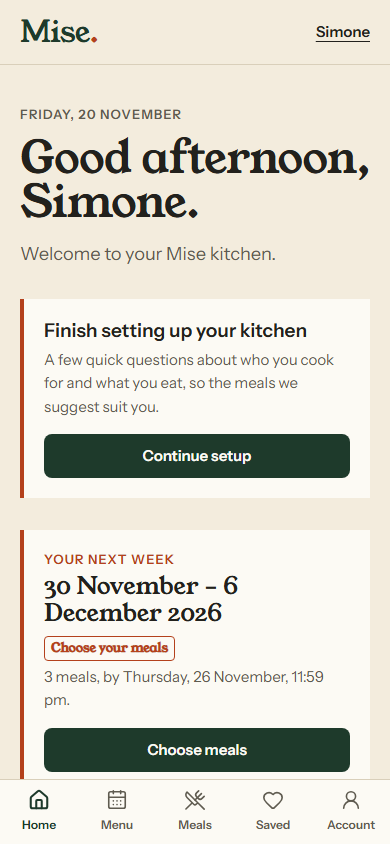 Mise.
Simone
FRIDAY, 20 NOVEMBER
Good afternoon,
Simone.
Welcome to your Mise kitchen.
Finish setting up your kitchen
A few quick questions about who you cook
for and what you eat, so the meals we
suggest suit you.
Continue setup
YOUR NEXT WEEK
30 November – 6
December 2026
Choose your meals
3 meals, by Thursday, 26 November, 11:59
pm.
Choose meals
Home
Menu
Meals
Saved
Account